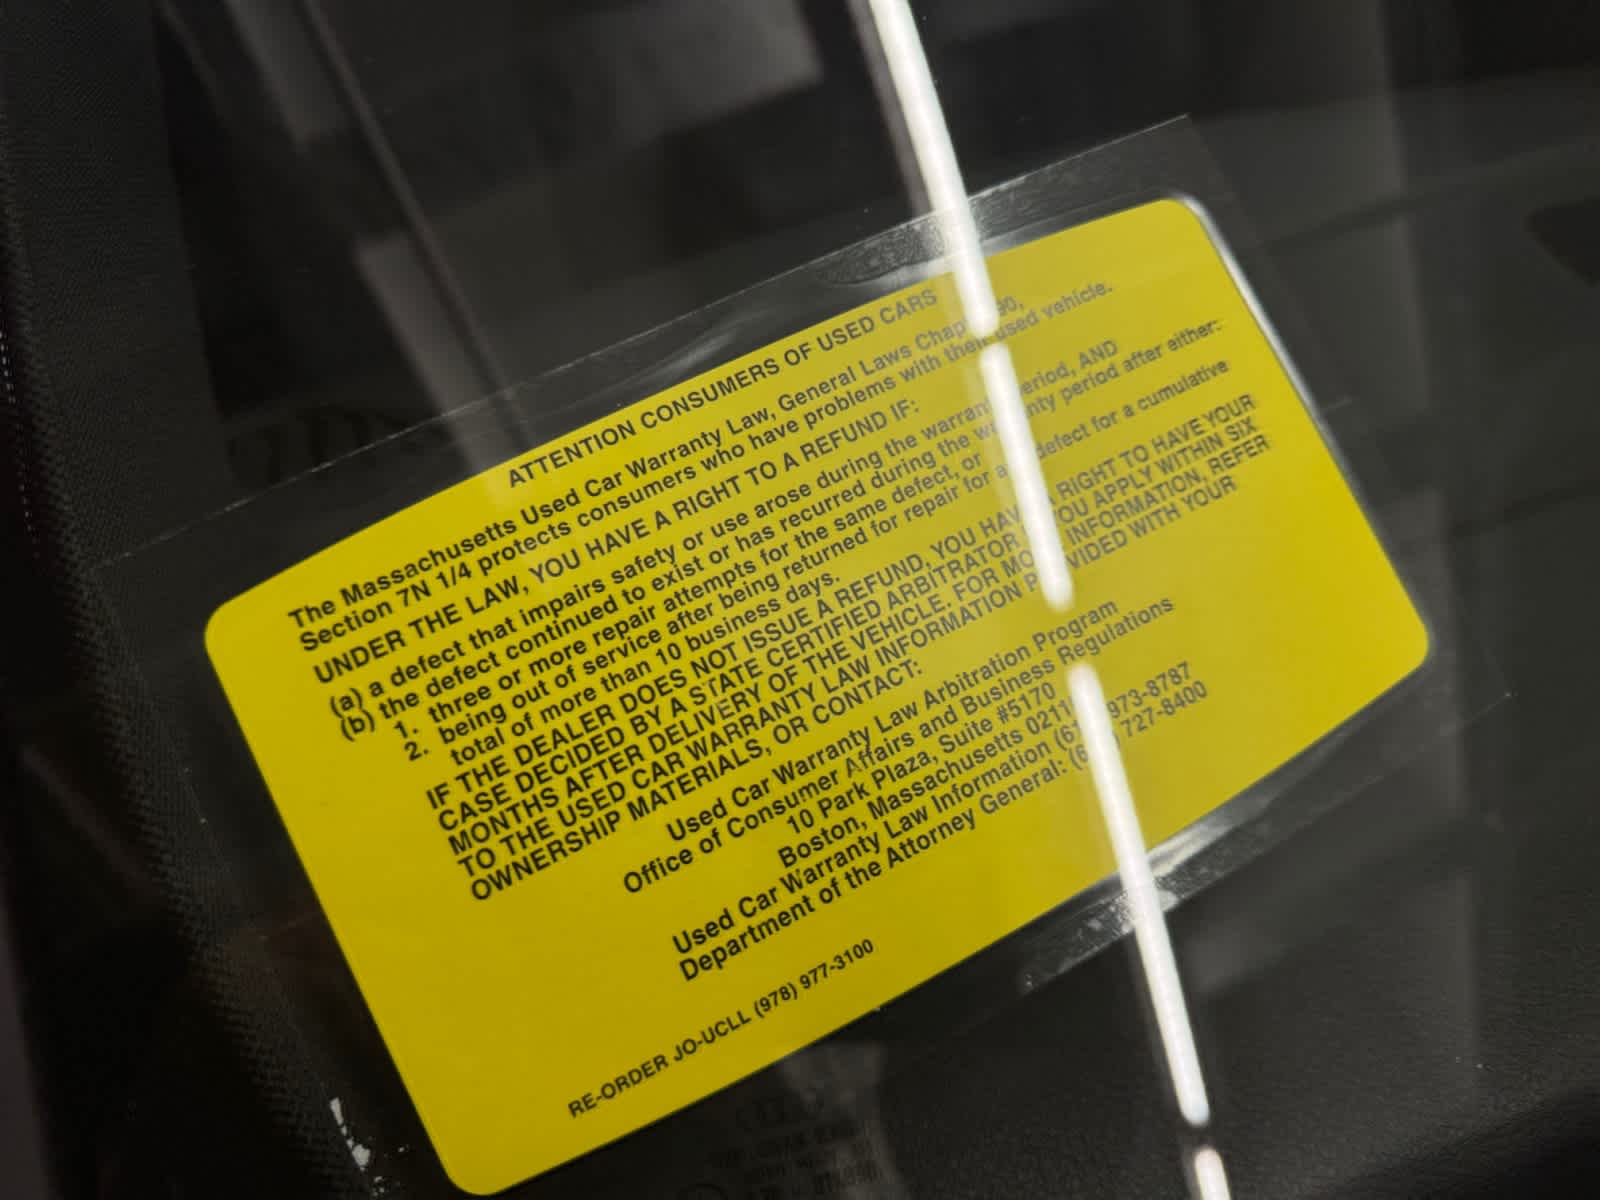 ATTENTION CONSUMERS OF USED CARS
The Massachusetts Used Car Warranty Law, General Laws 90,
Section 7N 1/4 protects consumers who have problems with their used vehicle.
UNDER THE LAW, YOU HAVE A RIGHT TO A REFUND IF:
(a) a defect that impairs safety or use arose during the warranty period, AND
(b) the defect continued to exist or has recurred during the warranty period after either:
1. three or more repair attempts for the same defect, or
2. being out of service after being returned for repair for defect for a cumulative
total of more than 10 business days.
IF THE DEALER DOES NOT ISSUE A REFUND, YOU HAVE A RIGHT TO HAVE YOUR
CASE DECIDED BY A STATE CERTIFIED ARBITRATOR YOU APPLY WITHIN SIX
MONTHS AFTER DELIVERY OF THE VEHICLE. FOR MORE INFORMATION, REFER
TO THE USED CAR WARRANTY LAW INFORMATION PROVIDED WITH YOUR
OWNERSHIP MATERIALS, OR CONTACT:
Used Car Warranty Law Arbitration Program
Office of Consumer Affairs and Business Regulations
10 Park Plaza, Suite #5170
Boston, Massachusetts
Used Car Warranty Law Information 973-8787
Department of the Attorney General: 727-8400
RE-ORDER JO-UCLL (978) 977-3100